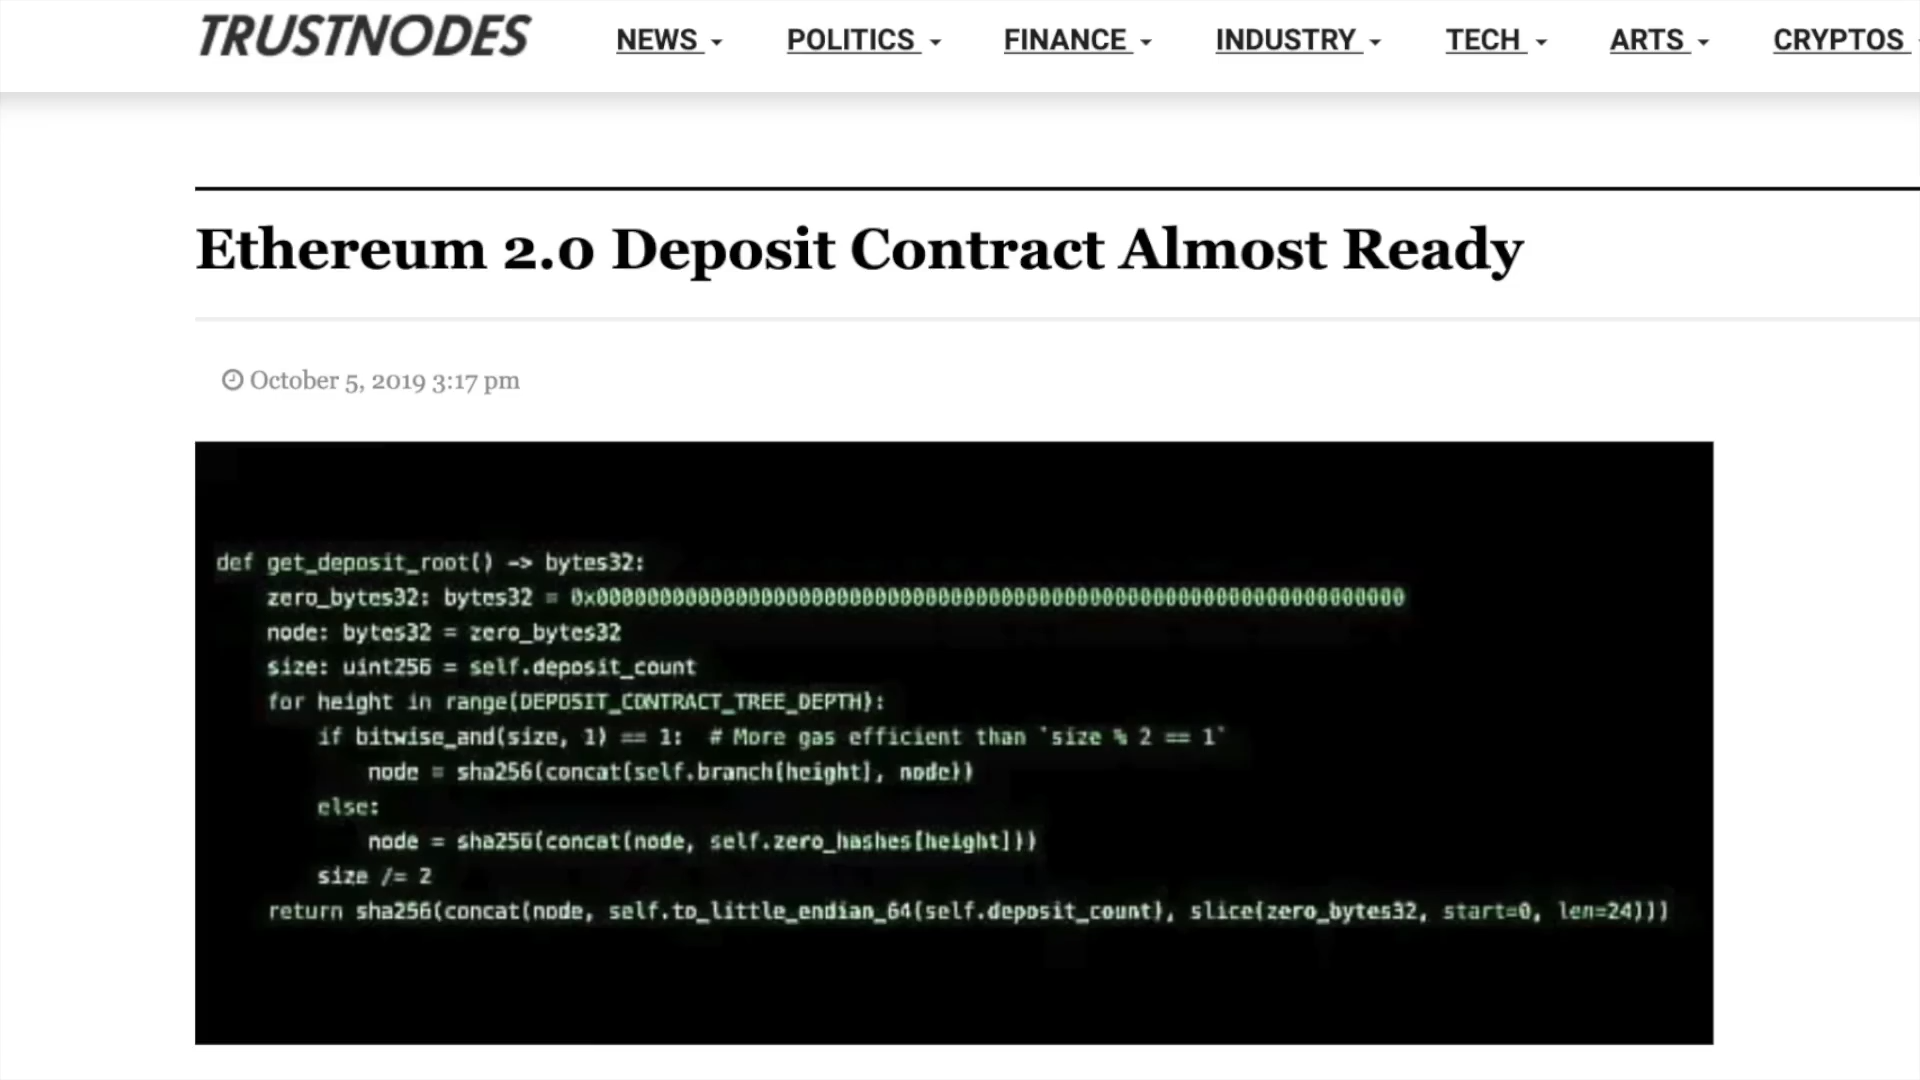 TRUSTNODES NEWS POLITICS FINANCE INDUSTRY TECH ARTS CRYPTOS
Ethereum 2.0 Deposit Contract Almost Ready
October 5, 2019 3:17 pm
def get_deposit_root() -> bytes32:
zero_bytes32: bytes32 = 0x0000000000000000000000000000000000000000000000000000000000000000
node: bytes32 = zero_bytes32
size: uint256 = self.deposit_count
for height in range(DEPOSIT_CONTRACT_TREE_DEPTH):
if bitwise_and(size, 1) == 1: # More gas efficient than `size % 2 == 1`
node = sha256(concat(self.branch[height], node))
else:
node = sha256(concat(node, self.zero_hashes[height]))
size /= 2
return sha256(concat(node, self.to_little_endian_64(self.deposit_count), slice(zero_bytes32, start=0, len=24)))